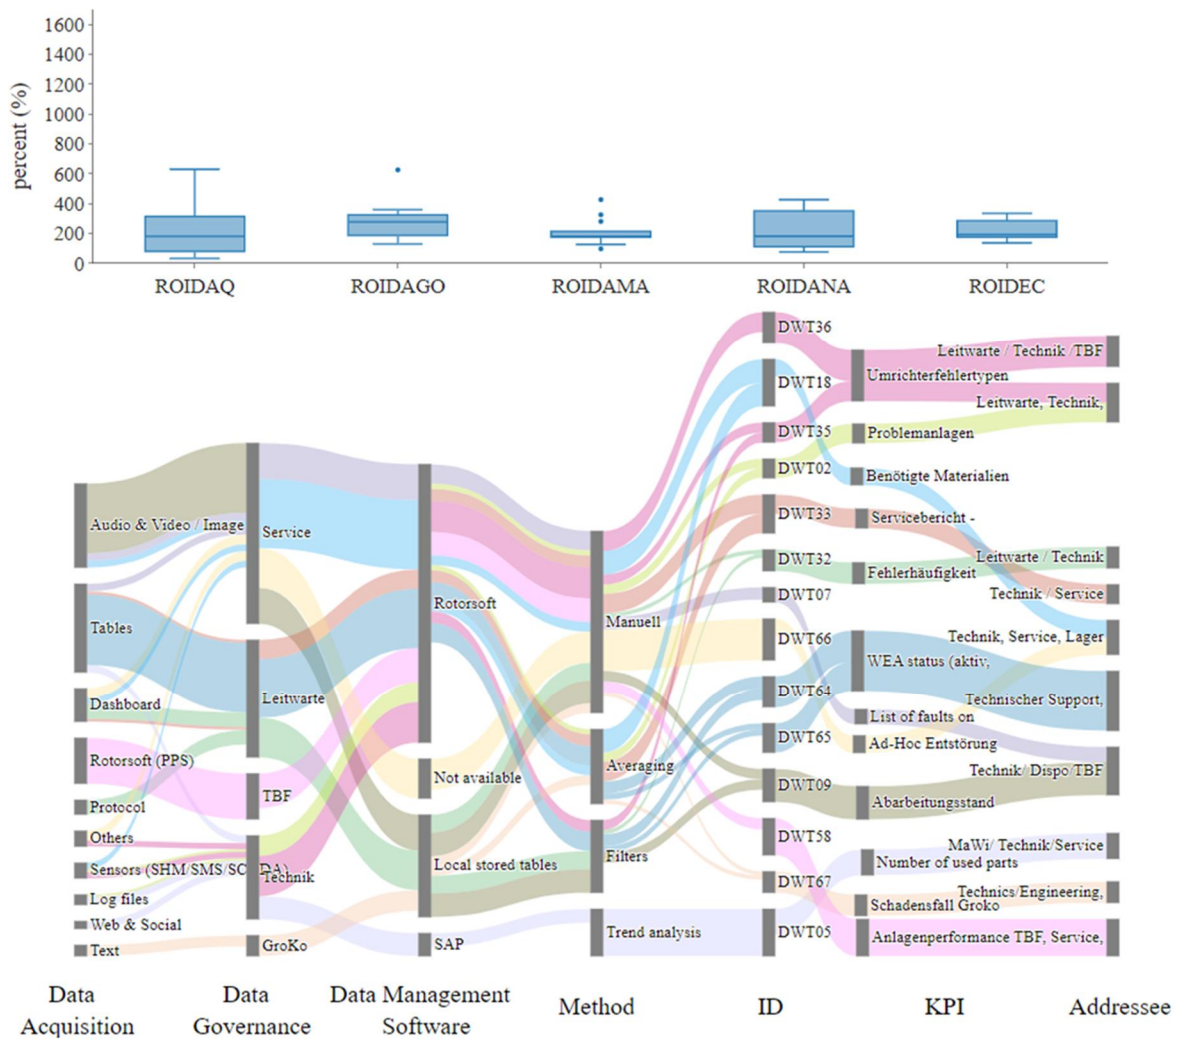 1600
1400
1200
1000
800
600
400
200
0
percent (%)
ROIDAQ
ROIDAGO
ROIDAMA
ROIDANA
ROIDEC
Audio & Video / Image
Tables
Dashboard
Rotorsoft (PPS)
Protocol
Others
Sensors (SHM/SMS/SCADA)
Log files
Web & Social
Text
Service
Leitwarte
TBF
Technik
GroKo
Rotorsoft
Not available
Local stored tables
SAP
Manuell
Averaging
Filters
Trend analysis
DWT36
DWT18
DWT35
DWT02
DWT33
DWT32
DWT07
DWT66
DWT64
DWT65
DWT09
DWT58
DWT67
DWT05
Umrichterfehlertypen
Problemanlagen
Benötigte Materialien
Servicebericht -
Fehlerhäufigkeit
WEA status (aktiv,
List of faults on
Ad-Hoc Entstörung
Abarbeitungsstand
Number of used parts
Schadensfall Groko
Anlagenperformance
Leitwarte / Technik /TBF
Leitwarte, Technik,
Leitwarte / Technik
Technik / Service
Technik, Service, Lager
Technischer Support,
Technik/ Dispo/TBF
MaWi/ Technik/Service
Technics/Engineering,
TBF, Service,
Data
Acquisition
Data
Governance
Data Management
Software
Method
ID
KPI
Addressee